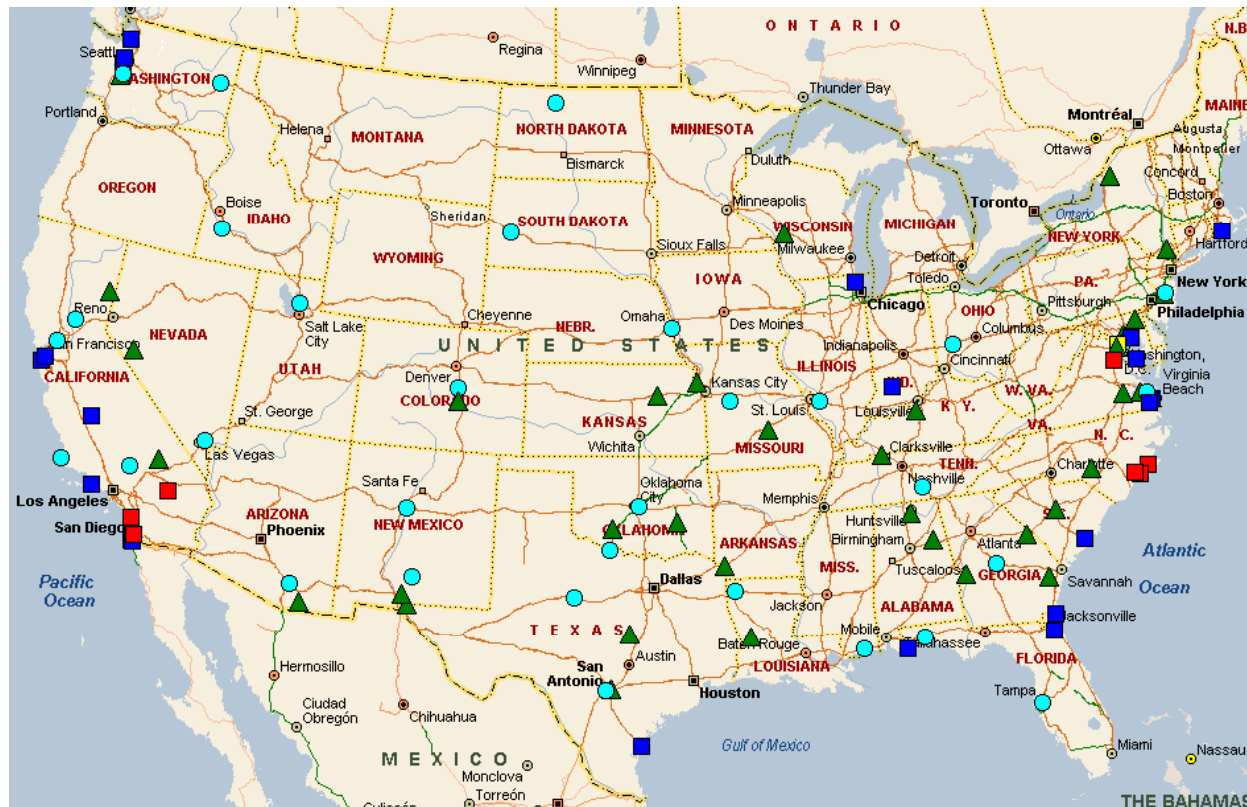 ONTARIO
N.B.
Regina
Winnipeg
Thunder Bay
Seattl
ASHINGTON
Portland
Helena
MONTANA
NORTH DAKOTA
Bismarck
MINNESOTA
Duluth
Montréal
Ottawa
MAINE
Augusta
Montpelier
Concord
Boston
OREGON
Boise
IDAHO
Sheridan
SOUTH DAKOTA
Minneapolis
WISCONSIN
MICHIGAN
Toronto
Ontario
NEW YORK
Hartford
WYOMING
Sioux Falls
Milwaukee
Detroit
Toledo
PA.
New York
IOWA
Chicago
OHIO
Pittsburgh
Philadelphia
Reno
NEVADA
Salt Lake
City
Cheyenne
NEBR.
Omaha
Des Moines
Indianapolis
Columbus
an Francisco
CALIFORNIA
UTAH
UNITED STATES
ILLINOIS
D.
Cincinnati
ashington,
D.C.
Denver
COLORADO
Kansas City
W. VA.
Virginia
Beach
St. George
KANSAS
St. Louis
Louisville
K Y.
VA.
Las Vegas
Wichita
MISSOURI
Clarksville
N. C.
Los Angeles
Santa Fe
Oklahoma
City
TENN.
Nashville
Charlotte
San Diego
ARIZONA
Phoenix
NEW MEXICO
OKLAHOMA
Memphis
Huntsville
S.C.
ARKANSAS
Birmingham
Atlanta
Atlantic
Ocean
Pacific
Ocean
Dallas
MISS.
Tuscaloos
GEORGIA
Savannah
Jackson
ALABAMA
TEXAS
Jacksonville
Austin
Baton Rouge
Mobile
allahassee
Hermosillo
San
Antonio
Houston
LOUISIANA
FLORIDA
Tampa
Ciudad
Obregón
Chihuahua
Gulf of Mexico
Miami
Nassau
MEXICO
Monclova
Torreón
Culiacán
THE BAHAMAS